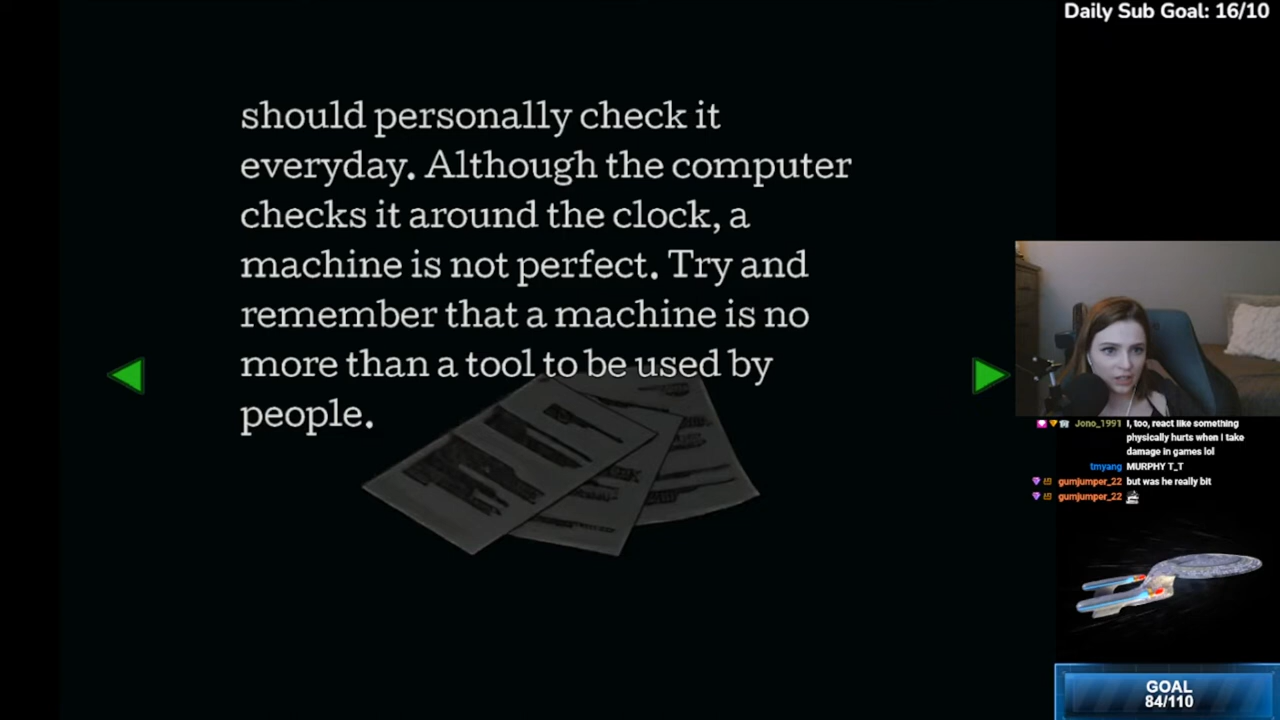 Daily Sub Goal: 16/10
should personally check it
everyday. Although the computer
checks it around the clock, a
machine is not perfect. Try and
remember that a machine is no
more than a tool to be used by
people.
Jono_1991 I, too, react like something
physically hurts when I take
damage in games lol
tmyang MURPHY T_T
gumjumper_22 but was he really bit
gumjumper_22
GOAL
84/110